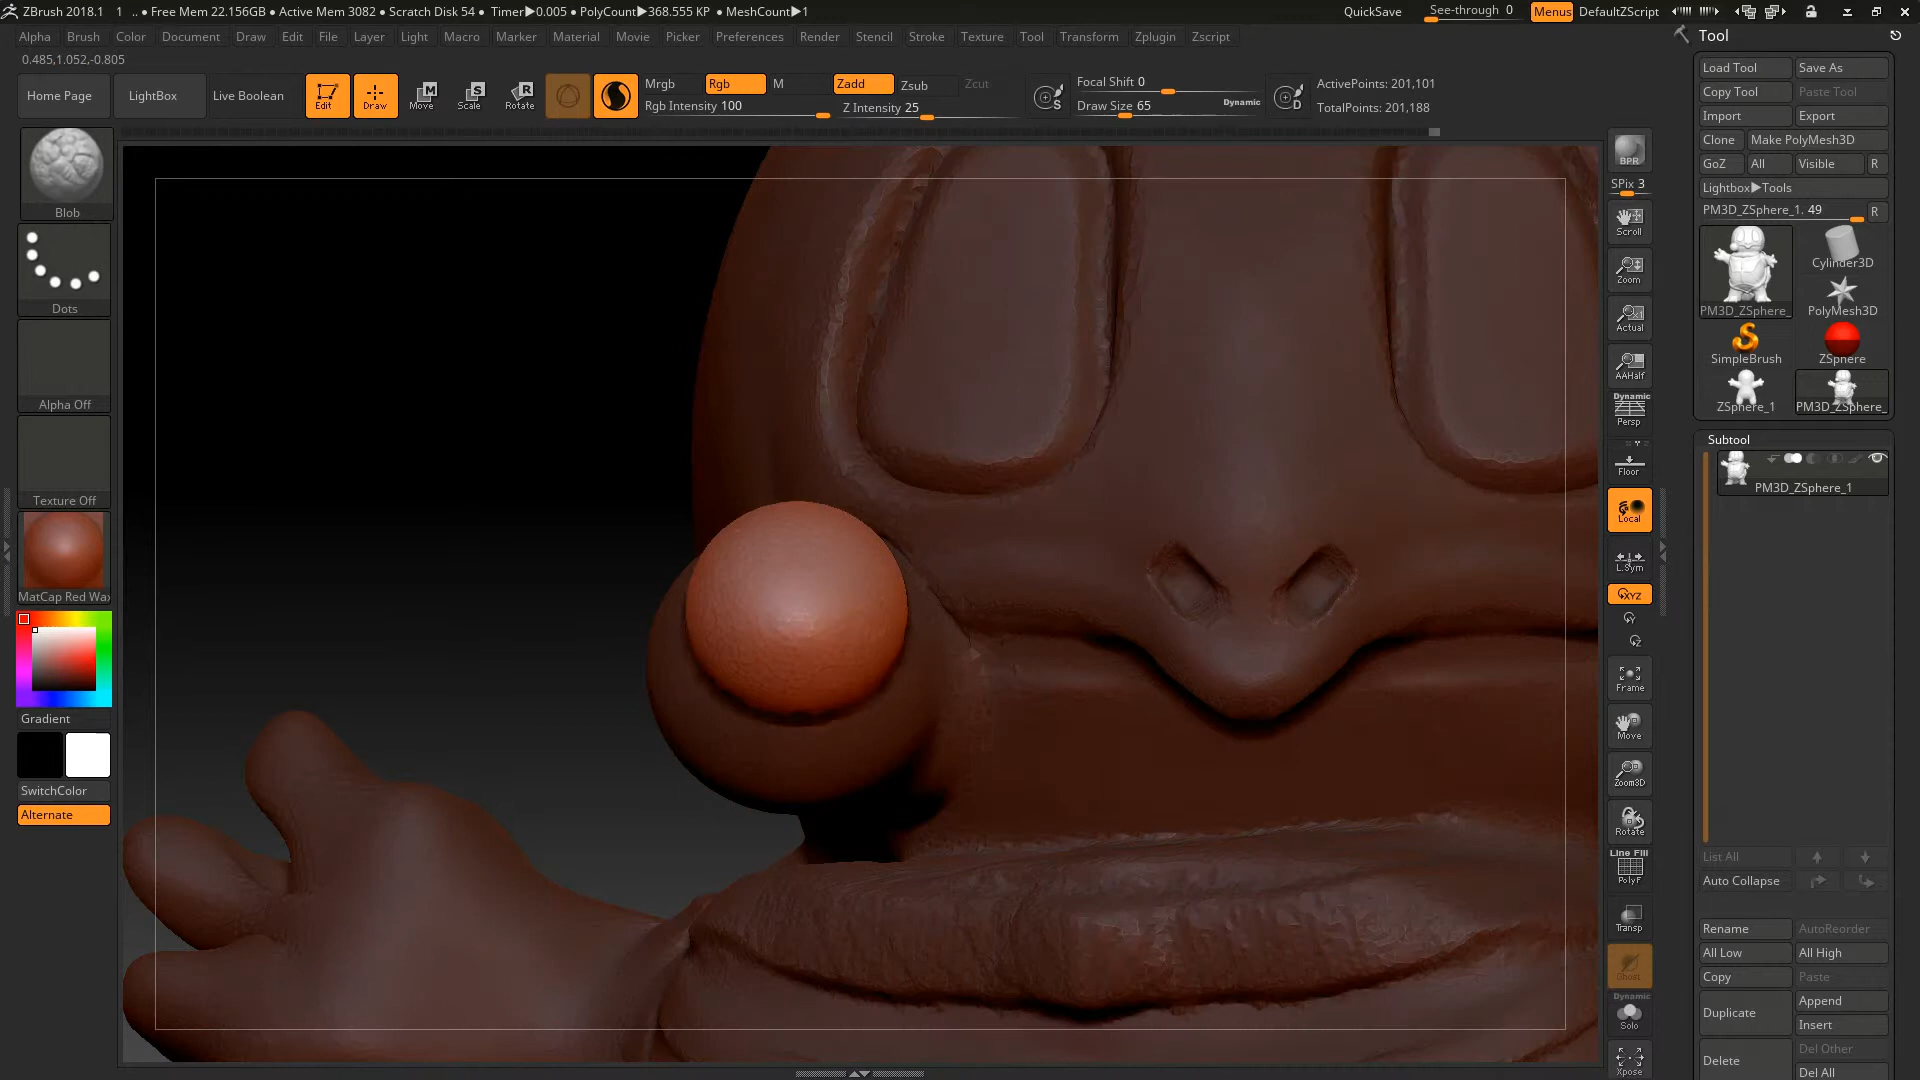 ZBrush 2018.1 1 .. • Free Mem 22.156GB • Active Mem 3082 • Scratch Disk 54 • Timer▶0.005 • PolyCount▶368.555 KP • MeshCount▶1 QuickSave See-through 0 Menus DefaultZScript
Alpha Brush Color Document Draw Edit File Layer Light Macro Marker Material Movie Picker Preferences Render Stencil Stroke Texture Tool Transform Zplugin Zscript
0.485,1.052,-0.805
Home Page LightBox Live Boolean Edit Draw Move Scale Rotate
Mrgb Rgb M Zadd Zsub Zcut
Rgb Intensity 100 Z Intensity 25
Focal Shift 0
Draw Size 65 Dynamic
ActivePoints: 201,101
TotalPoints: 201,188
Blob
Dots
Alpha Off
Texture Off
MatCap Red Wax
Gradient
SwitchColor
Alternate
BPR
SPix 3
Scroll
Zoom
Actual
AAHalf
Dynamic
Persp
Floor
Local
L.Sym
XYZ
Y
Z
Frame
Move
Zoom3D
Rotate
Line Fill
PolyF
Transp
Ghost
Dynamic
Solo
Xpose
Tool
Load Tool Save As
Copy Tool Paste Tool
Import Export
Clone Make PolyMesh3D
GoZ All Visible R
Lightbox▶Tools
PM3D_ZSphere_1. 49 R
PM3D_ZSphere_ Cylinder3D
PolyMesh3D
SimpleBrush ZSphere
ZSphere_1 PM3D_ZSphere_
Subtool
PM3D_ZSphere_1
List All
Auto Collapse
Rename AutoReorder
All Low All High
Copy Paste
Duplicate Append
Insert
Delete Del Other
Del All